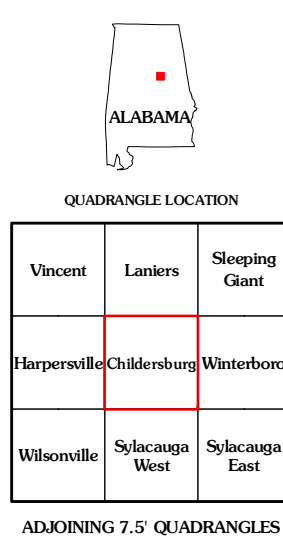 ALABAMA
QUADRANGLE LOCATION
Vincent
Laniers
Sleeping
Giant
Harpersville
Childersburg
Winterboro
Wilsonville
Sylacauga
West
Sylacauga
East
ADJOINING 7.5' QUADRANGLES